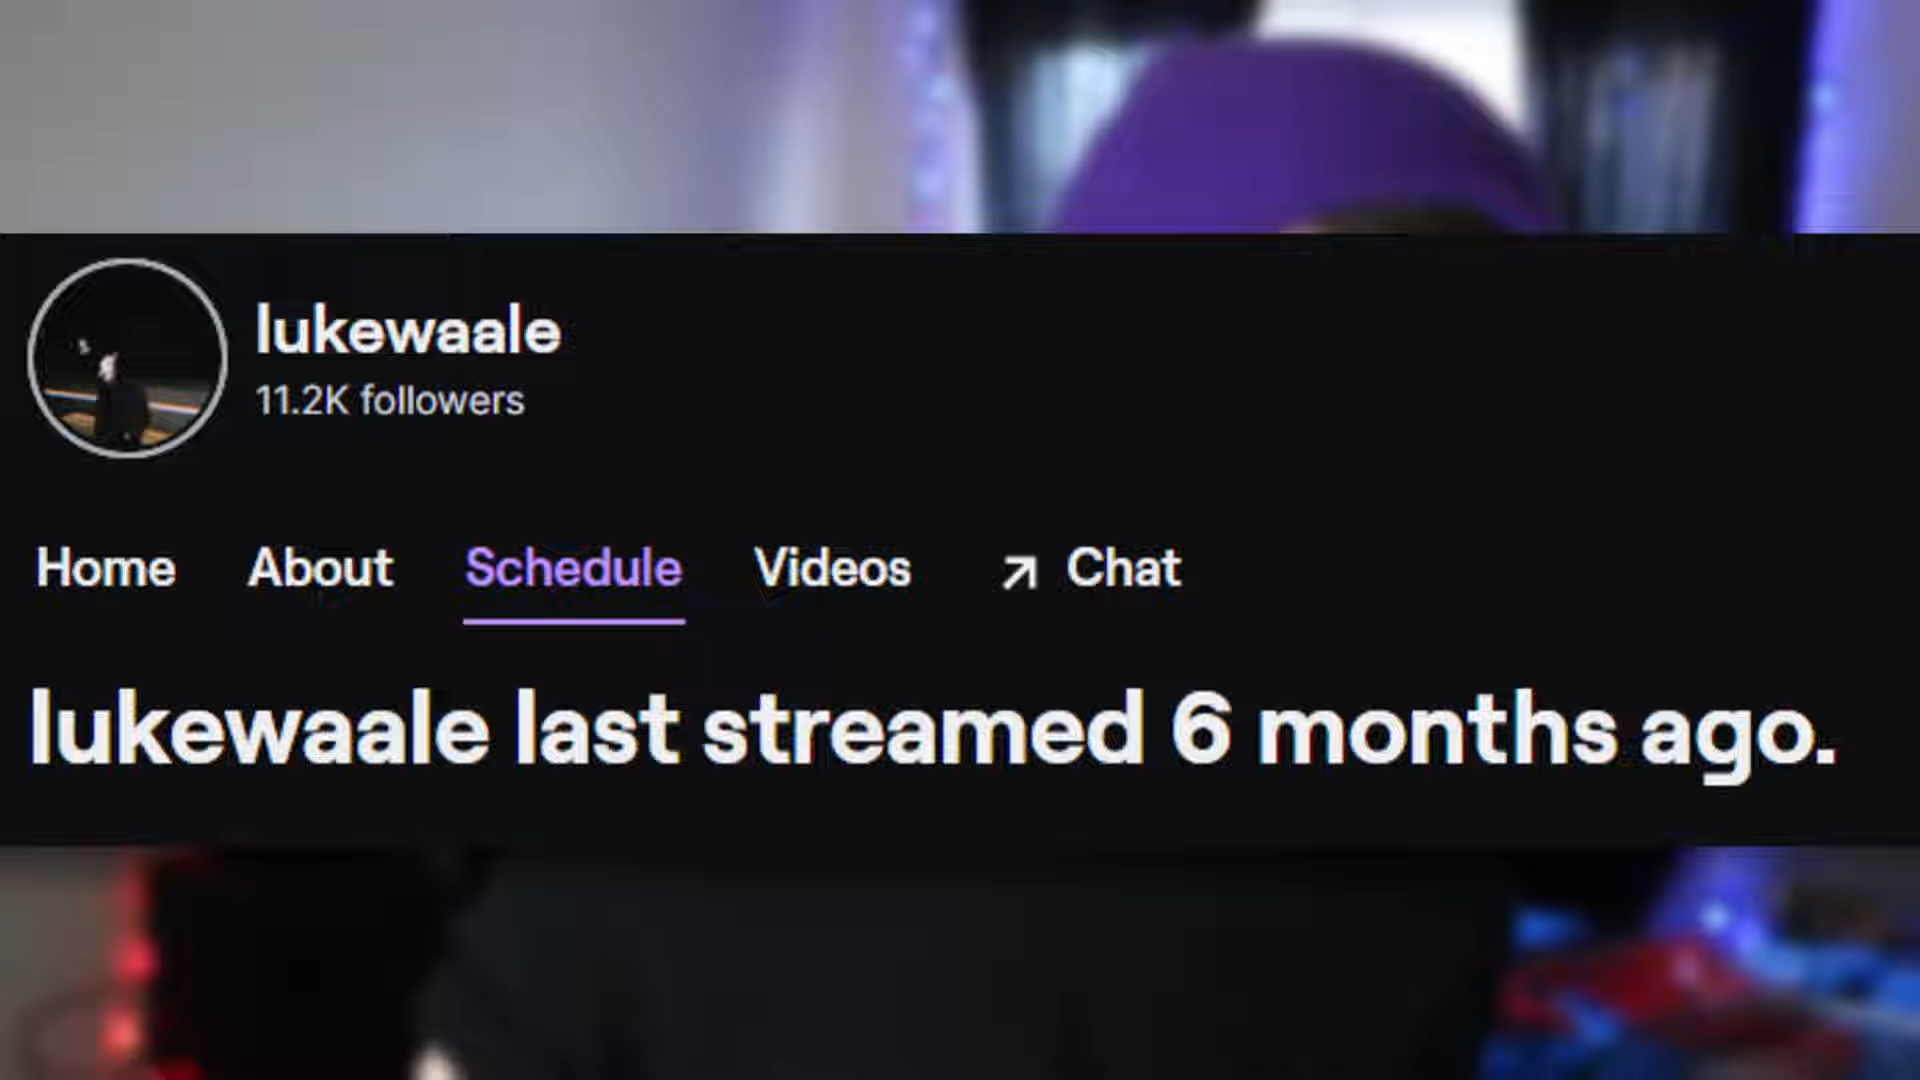 lukewaale
11.2K followers
Home About Schedule Videos Chat
lukewaale last streamed 6 months ago.